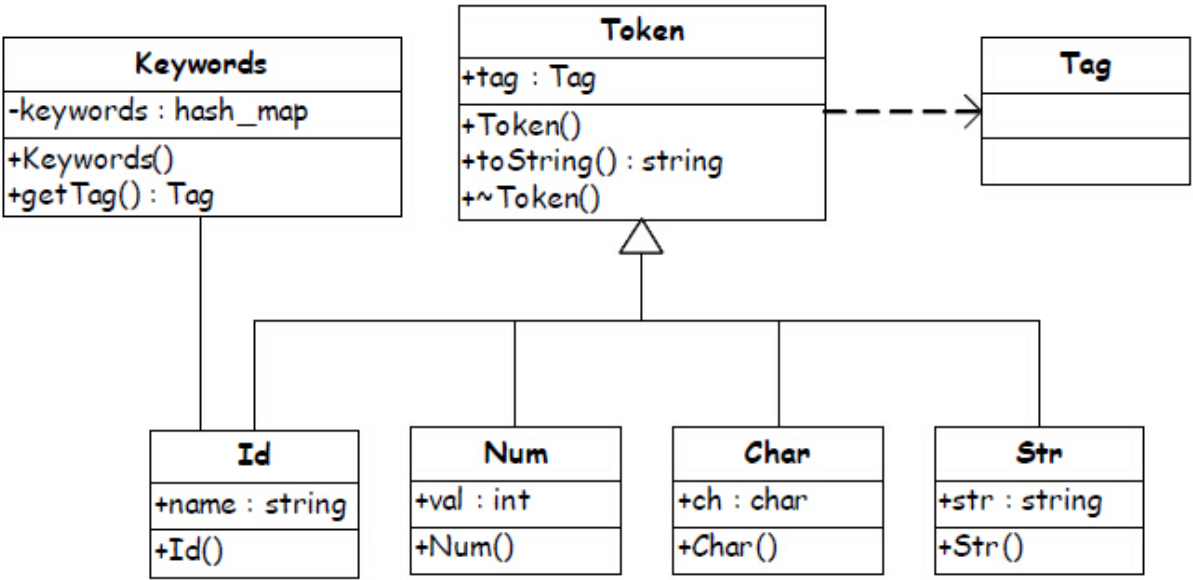 Keywords
-keywords : hash_map
+Keywords()
+getTag() : Tag
Token
+tag : Tag
+Token()
+toString() : string
+~Token()
Tag
Id
+name : string
+Id()
Num
+val : int
+Num()
Char
+ch : char
+Char()
Str
+str : string
+Str()